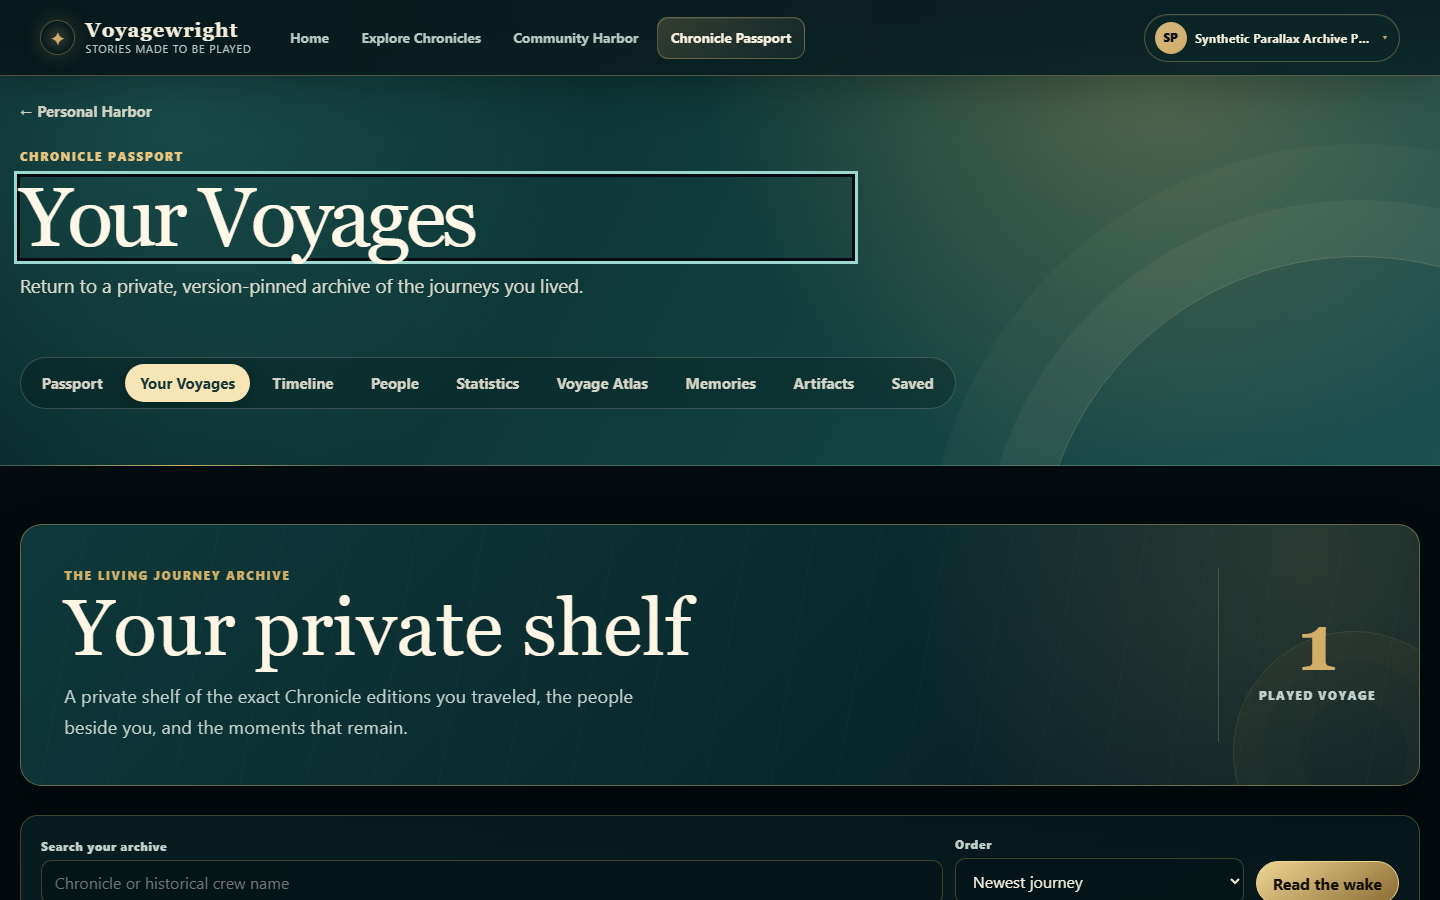 Voyagewright
STORIES MADE TO BE PLAYED
Home
Explore Chronicles
Community Harbor
Chronicle Passport
SP
Synthetic Parallax Archive P...
← Personal Harbor
CHRONICLE PASSPORT
Your Voyages
Return to a private, version-pinned archive of the journeys you lived.
Passport
Your Voyages
Timeline
People
Statistics
Voyage Atlas
Memories
Artifacts
Saved
THE LIVING JOURNEY ARCHIVE
Your private shelf
A private shelf of the exact Chronicle editions you traveled, the people
beside you, and the moments that remain.
1
PLAYED VOYAGE
Search your archive
Chronicle or historical crew name
Order
Newest journey
Read the wake